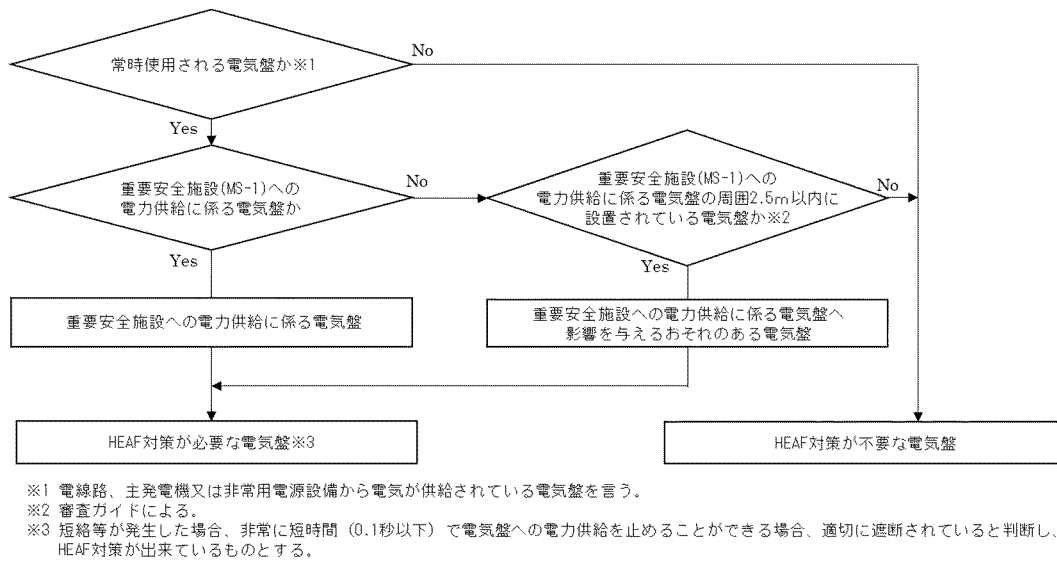 常時使用される電気盤か※1
No
Yes
重要安全施設(MS-1)への
電力供給に係る電気盤か
No
重要安全施設(MS-1)への
電力供給に係る電気盤の周囲2.5m以内に
設置されている電気盤か※2
No
Yes
Yes
重要安全施設への電力供給に係る電気盤
重要安全施設への電力供給に係る電気盤へ
影響を与えるおそれのある電気盤
HEAF対策が必要な電気盤※3
HEAF対策が不要な電気盤
※1 電線路、主発電機又は非常用電源設備から電気が供給されている電気盤を言う。
※2 審査ガイドによる。
※3 短絡等が発生した場合、非常に短時間（0.1秒以下）で電気盤への電力供給を止めることができる場合、適切に遮断されていると判断し、
HEAF対策が出来ているものとする。